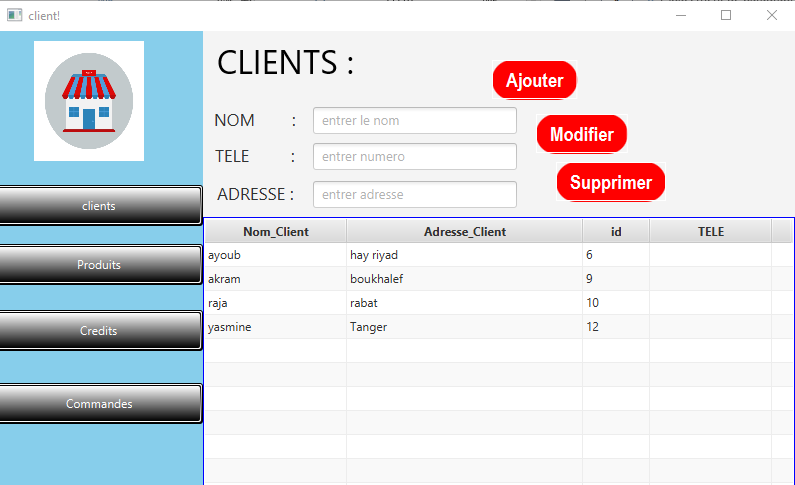 client!
CLIENTS :
Ajouter
NOM :
entrer le nom
Modifier
TELE :
entrer numero
Supprimer
ADRESSE :
entrer adresse
clients
Produits
Credits
Commandes
Nom_Client Adresse_Client id TELE
ayoub hay riyad 6
akram boukhalef 9
raja rabat 10
yasmine Tanger 12